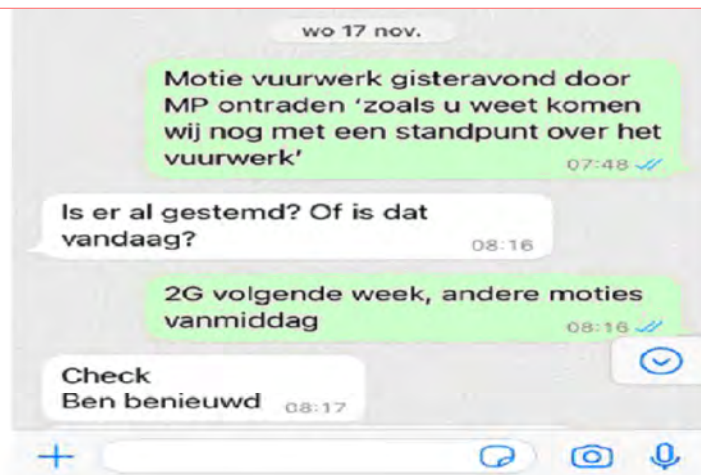 wo 17 nov.
Motie vuurwerk gisteravond door
MP ontraden 'zoals u weet komen
wij nog met een standpunt over het
vuurwerk'
07:48
Is er al gestemd? Of is dat
vandaag?
08:16
2G volgende week, andere moties
vanmiddag
08:16
Check
Ben benieuwd 08:17